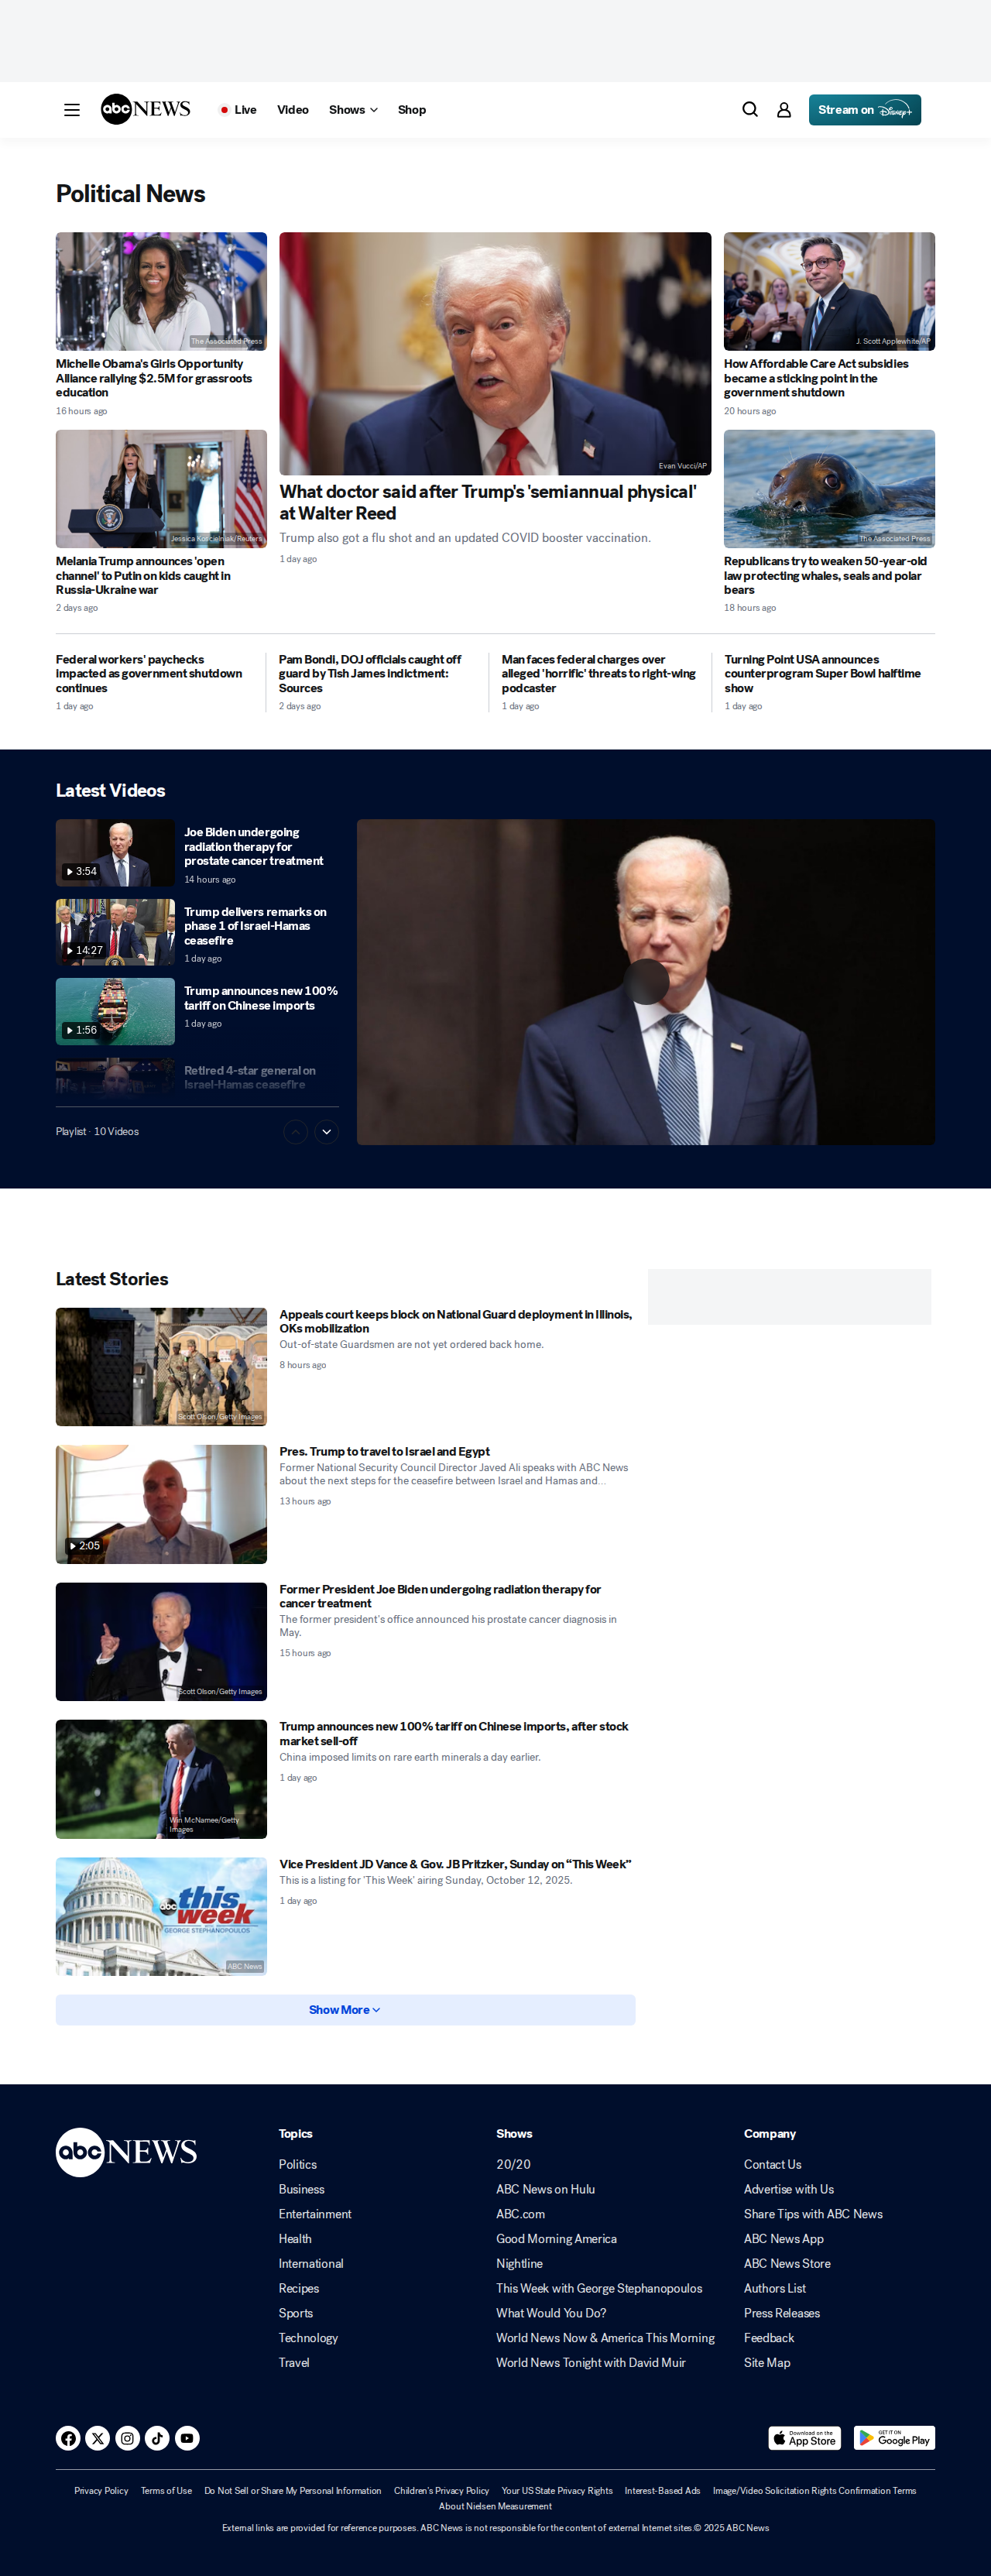 abc NEWS
Live
Video
Shows
Shop
Stream on Disney+
Political News
The Associated Press
Michelle Obama's Girls Opportunity
Alliance rallying $2.5M for grassroots
education
16 hours ago
Jessica Koscielniak/Reuters
Melania Trump announces 'open
channel' to Putin on kids caught in
Russia-Ukraine war
2 days ago
Evan Vucci/AP
What doctor said after Trump's 'semiannual physical'
at Walter Reed
Trump also got a flu shot and an updated COVID booster vaccination.
1 day ago
J. Scott Applewhite/AP
How Affordable Care Act subsidies
became a sticking point in the
government shutdown
20 hours ago
The Associated Press
Republicans try to weaken 50-year-old
law protecting whales, seals and polar
bears
18 hours ago
Federal workers' paychecks
impacted as government shutdown
continues
1 day ago
Pam Bondi, DOJ officials caught off
guard by Tish James indictment:
Sources
2 days ago
Man faces federal charges over
alleged 'horrific' threats to right-wing
podcaster
1 day ago
Turning Point USA announces
counterprogram Super Bowl halftime
show
1 day ago
Latest Videos
3:54
Joe Biden undergoing
radiation therapy for
prostate cancer treatment
14 hours ago
14:27
Trump delivers remarks on
phase 1 of Israel-Hamas
ceasefire
1 day ago
1:56
Trump announces new 100%
tariff on Chinese imports
1 day ago
Retired 4-star general on
Israel-Hamas ceasefire
Playlist · 10 Videos
Latest Stories
Scott Olson/Getty Images
Appeals court keeps block on National Guard deployment in Illinois,
OKs mobilization
Out-of-state Guardsmen are not yet ordered back home.
8 hours ago
2:05
Pres. Trump to travel to Israel and Egypt
Former National Security Council Director Javed Ali speaks with ABC News
about the next steps for the ceasefire between Israel and Hamas and...
13 hours ago
Scott Olson/Getty Images
Former President Joe Biden undergoing radiation therapy for
cancer treatment
The former president's office announced his prostate cancer diagnosis in
May.
15 hours ago
Win McNamee/Getty
Images
Trump announces new 100% tariff on Chinese imports, after stock
market sell-off
China imposed limits on rare earth minerals a day earlier.
1 day ago
abc this
week
GEORGE STEPHANOPOULOS
ABC News
Vice President JD Vance & Gov. JB Pritzker, Sunday on “This Week”
This is a listing for 'This Week' airing Sunday, October 12, 2025.
1 day ago
Show More
abc NEWS
Topics
Politics
Business
Entertainment
Health
International
Recipes
Sports
Technology
Travel
Shows
20/20
ABC News on Hulu
ABC.com
Good Morning America
Nightline
This Week with George Stephanopoulos
What Would You Do?
World News Now & America This Morning
World News Tonight with David Muir
Company
Contact Us
Advertise with Us
Share Tips with ABC News
ABC News App
ABC News Store
Authors List
Press Releases
Feedback
Site Map
Download on the
App Store
GET IT ON
Google Play
Privacy Policy
Terms of Use
Do Not Sell or Share My Personal Information
Children's Privacy Policy
Your US State Privacy Rights
Interest-Based Ads
Image/Video Solicitation Rights Confirmation Terms
About Nielsen Measurement
External links are provided for reference purposes. ABC News is not responsible for the content of external Internet sites.© 2025 ABC News